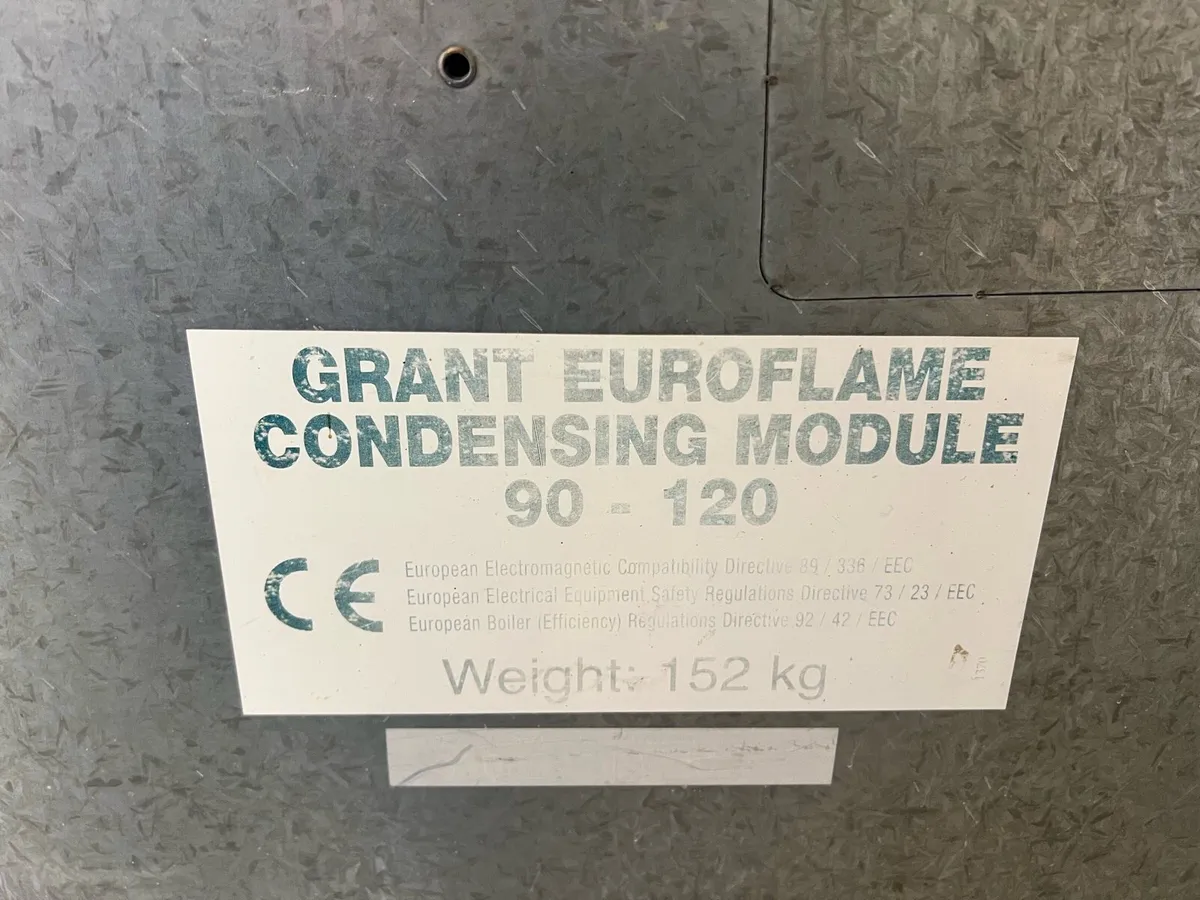 GRANT EUROFLAME
CONDENSING MODULE
90 - 120
CE
European Electromagnetic Compatibility Directive 89 / 336 / EEC
European Electrical Equipment Safety Regulations Directive 73 / 23 / EEC
European Boiler (Efficiency) Regulations Directive 92 / 42 / EEC
Weight: 152 kg